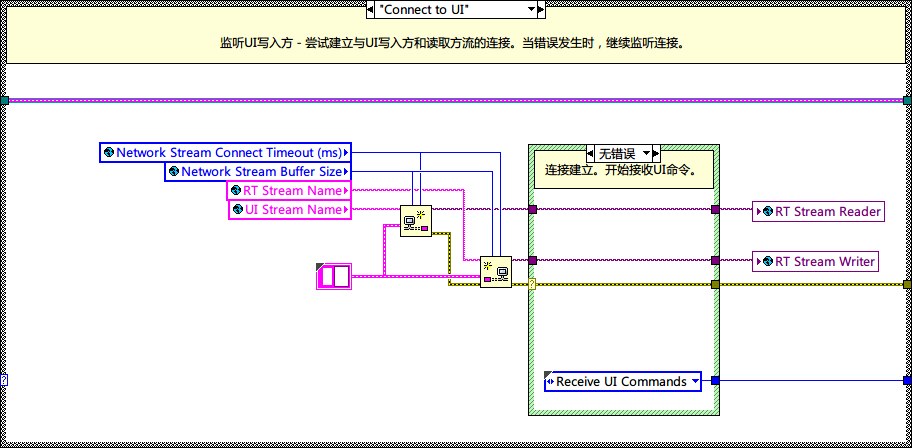 "Connect to UI"
监听UI写入方 - 尝试建立与UI写入方和读取方流的连接。当错误发生时，继续监听连接。
Network Stream Connect Timeout (ms)
Network Stream Buffer Size
RT Stream Name
UI Stream Name
无错误
连接建立。开始接收UI命令。
RT Stream Reader
RT Stream Writer
?
?
Receive UI Commands